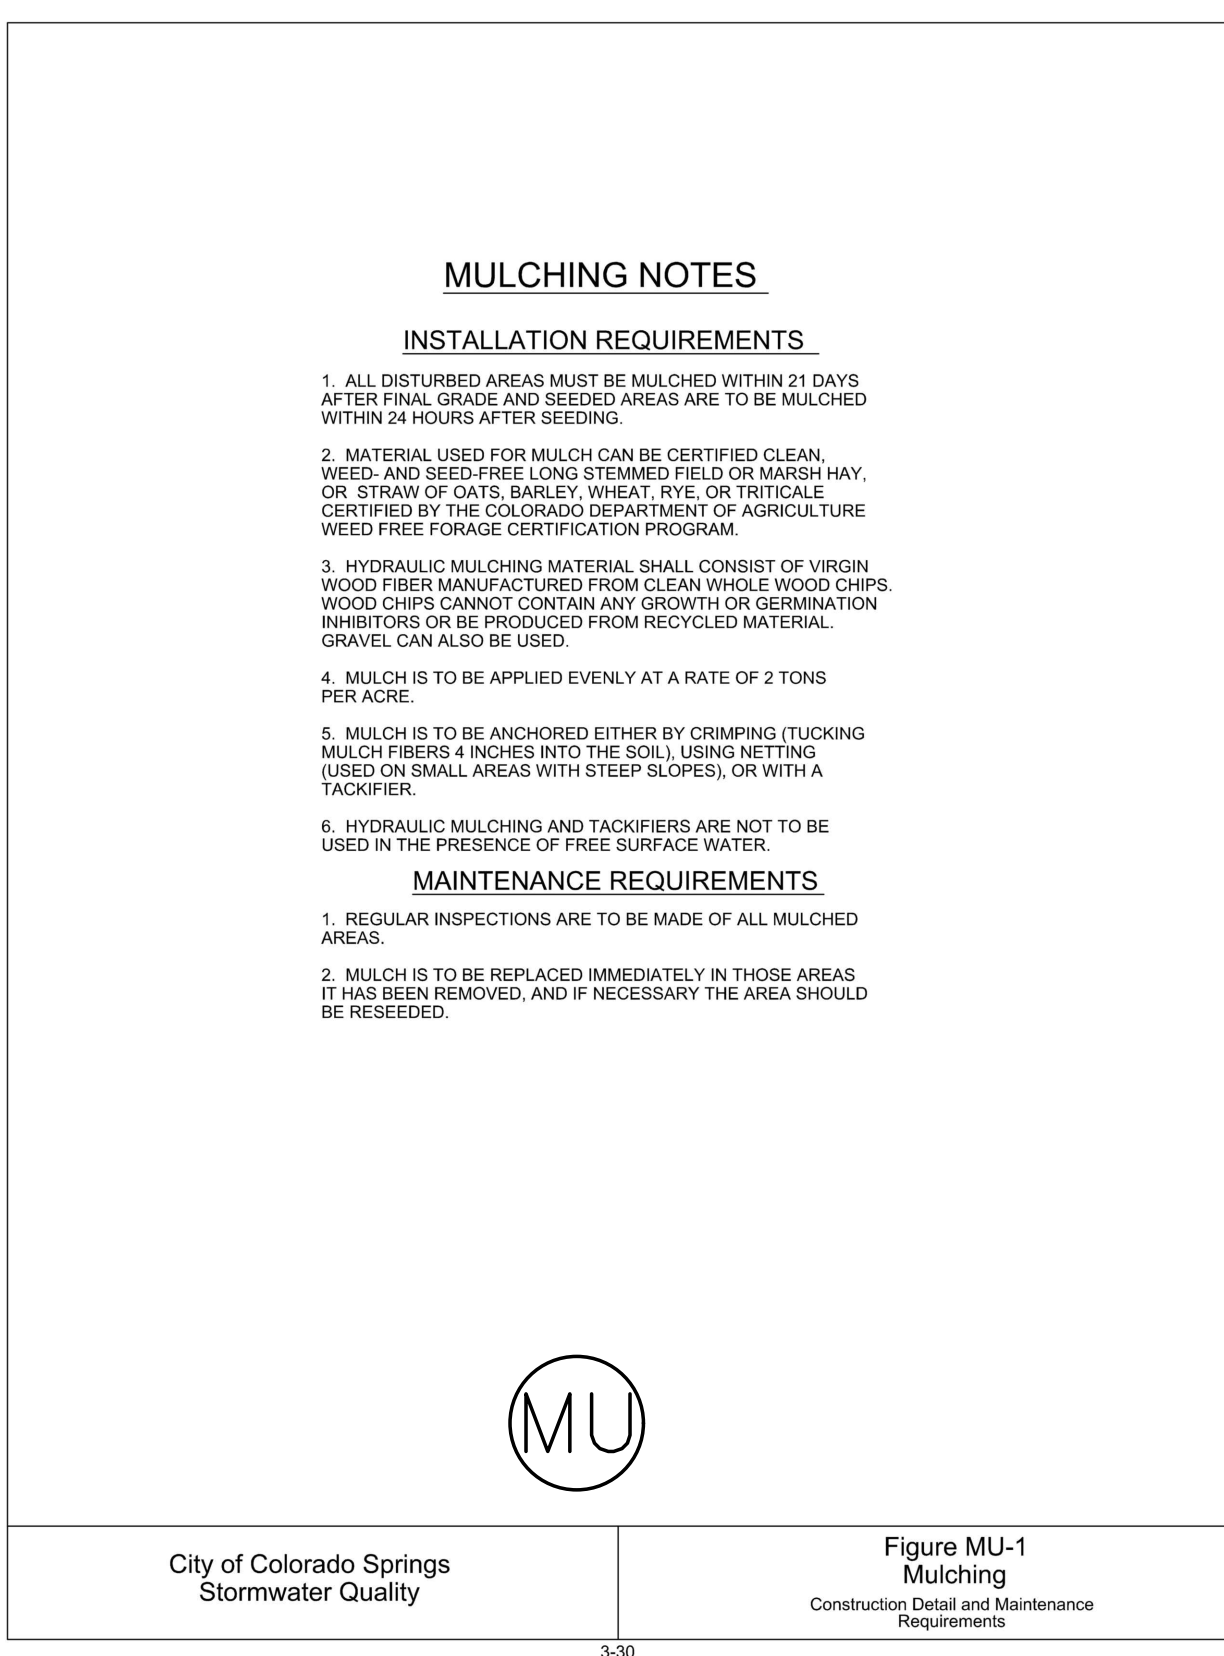 MULCHING NOTES
INSTALLATION REQUIREMENTS
1. ALL DISTURBED AREAS MUST BE MULCHED WITHIN 21 DAYS
AFTER FINAL GRADE AND SEEDED AREAS ARE TO BE MULCHED
WITHIN 24 HOURS AFTER SEEDING.
2. MATERIAL USED FOR MULCH CAN BE CERTIFIED CLEAN,
WEED- AND SEED-FREE LONG STEMMED FIELD OR MARSH HAY,
OR STRAW OF OATS, BARLEY, WHEAT, RYE, OR TRITICALE
CERTIFIED BY THE COLORADO DEPARTMENT OF AGRICULTURE
WEED FREE FORAGE CERTIFICATION PROGRAM.
3. HYDRAULIC MULCHING MATERIAL SHALL CONSIST OF VIRGIN
WOOD FIBER MANUFACTURED FROM CLEAN WHOLE WOOD CHIPS.
WOOD CHIPS CANNOT CONTAIN ANY GROWTH OR GERMINATION
INHIBITORS OR BE PRODUCED FROM RECYCLED MATERIAL.
GRAVEL CAN ALSO BE USED.
4. MULCH IS TO BE APPLIED EVENLY AT A RATE OF 2 TONS
PER ACRE.
5. MULCH IS TO BE ANCHORED EITHER BY CRIMPING (TUCKING
MULCH FIBERS 4 INCHES INTO THE SOIL), USING NETTING
(USED ON SMALL AREAS WITH STEEP SLOPES), OR WITH A
TACKIFIER.
6. HYDRAULIC MULCHING AND TACKIFIERS ARE NOT TO BE
USED IN THE PRESENCE OF FREE SURFACE WATER.
MAINTENANCE REQUIREMENTS
1. REGULAR INSPECTIONS ARE TO BE MADE OF ALL MULCHED
AREAS.
2. MULCH IS TO BE REPLACED IMMEDIATELY IN THOSE AREAS
IT HAS BEEN REMOVED, AND IF NECESSARY THE AREA SHOULD
BE RESEEDED.
MU
City of Colorado Springs
Stormwater Quality
Figure MU-1
Mulching
Construction Detail and Maintenance
Requirements
3-30